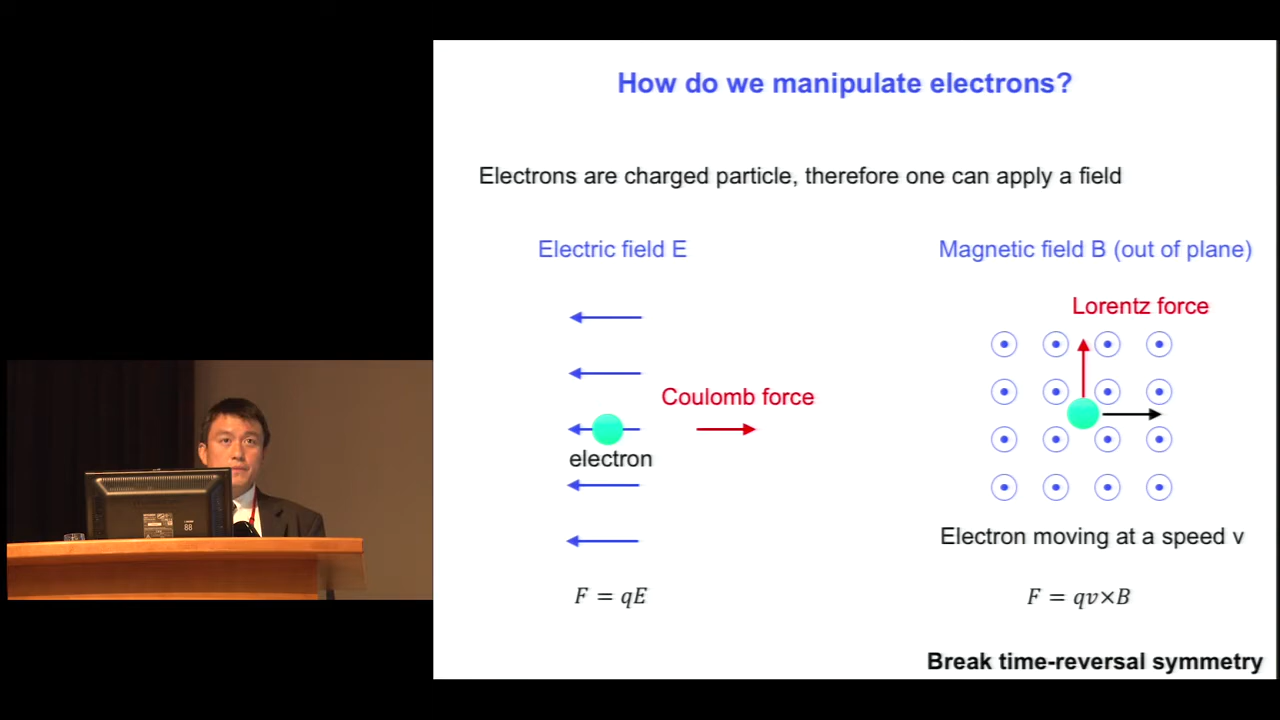 How do we manipulate electrons?
Electrons are charged particle, therefore one can apply a field
Electric field E
Magnetic field B (out of plane)
Lorentz force
Coulomb force
electron
Electron moving at a speed v
F = qE
F = qv×B
Break time-reversal symmetry
88